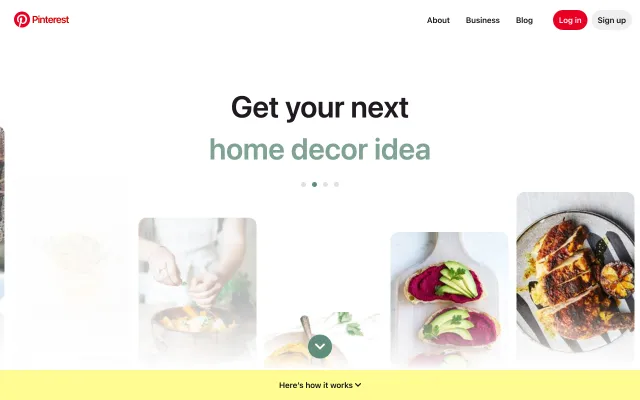 Pinterest
About
Business
Blog
Log in
Sign up
Get your next
home decor idea
Here's how it works